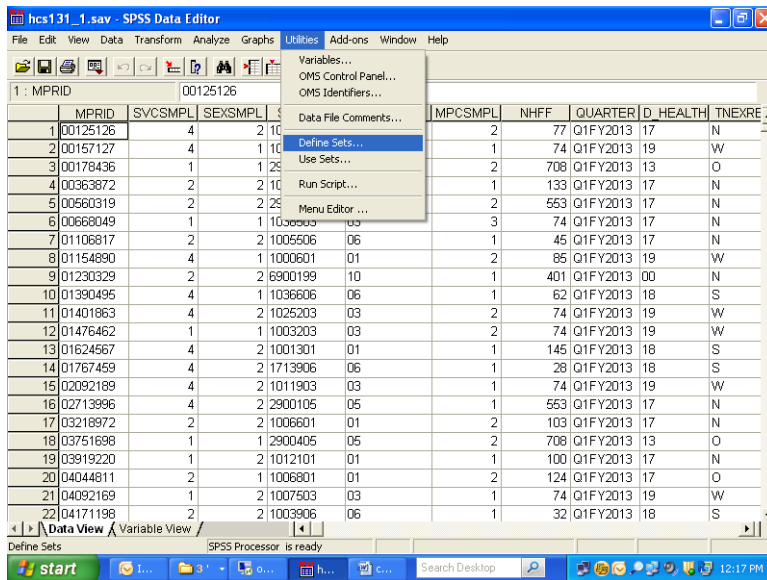 hcs131_1.sav - SPSS Data Editor
File Edit View Data Transform Analyze Graphs Utilities Add-ons Window Help
Variables...
OMS Control Panel...
OMS Identifiers...
Data File Comments...
Define Sets...
Use Sets...
Run Script...
Menu Editor ...
1 : MPRID 00125126
MPRID SVCSMPL SEXSMPL MPCSMPL NHFF QUARTER D_HEALTH TNEXRE
1 00125126 4 2 2 77 Q1FY2013 17 N
2 00157127 4 1 1 74 Q1FY2013 19 W
3 00178436 1 1 2 708 Q1FY2013 13 O
4 00363872 2 2 1 133 Q1FY2013 17 N
5 00560319 2 2 2 553 Q1FY2013 17 N
6 00668049 1 1 1036503 03 3 74 Q1FY2013 17 N
7 01106817 2 2 1005506 06 1 45 Q1FY2013 17 N
8 01154890 4 1 1000601 01 2 85 Q1FY2013 19 W
9 01230329 2 2 6900199 10 1 401 Q1FY2013 00 N
10 01390495 4 1 1036606 06 1 62 Q1FY2013 18 S
11 01401863 4 2 1025203 03 2 74 Q1FY2013 19 W
12 01476462 1 1 1003203 03 2 74 Q1FY2013 19 W
13 01624567 4 2 1001301 01 1 145 Q1FY2013 18 S
14 01767459 4 2 1713906 06 1 28 Q1FY2013 18 S
15 02092189 4 2 1011903 03 1 74 Q1FY2013 19 W
16 02713996 4 2 2900105 05 1 553 Q1FY2013 17 N
17 03218972 2 2 1006601 01 2 103 Q1FY2013 17 N
18 03751698 1 1 2900405 05 2 708 Q1FY2013 13 O
19 03919220 1 2 1012101 01 1 100 Q1FY2013 17 N
20 04044811 2 1 1006801 01 2 124 Q1FY2013 17 O
21 04092169 1 2 1007503 03 1 74 Q1FY2013 19 W
22 04171198 2 2 1003906 06 1 32 Q1FY2013 18 S
Data View Variable View
Define Sets SPSS Processor is ready
start I... 3 o... h... c... Search Desktop 12:17 PM